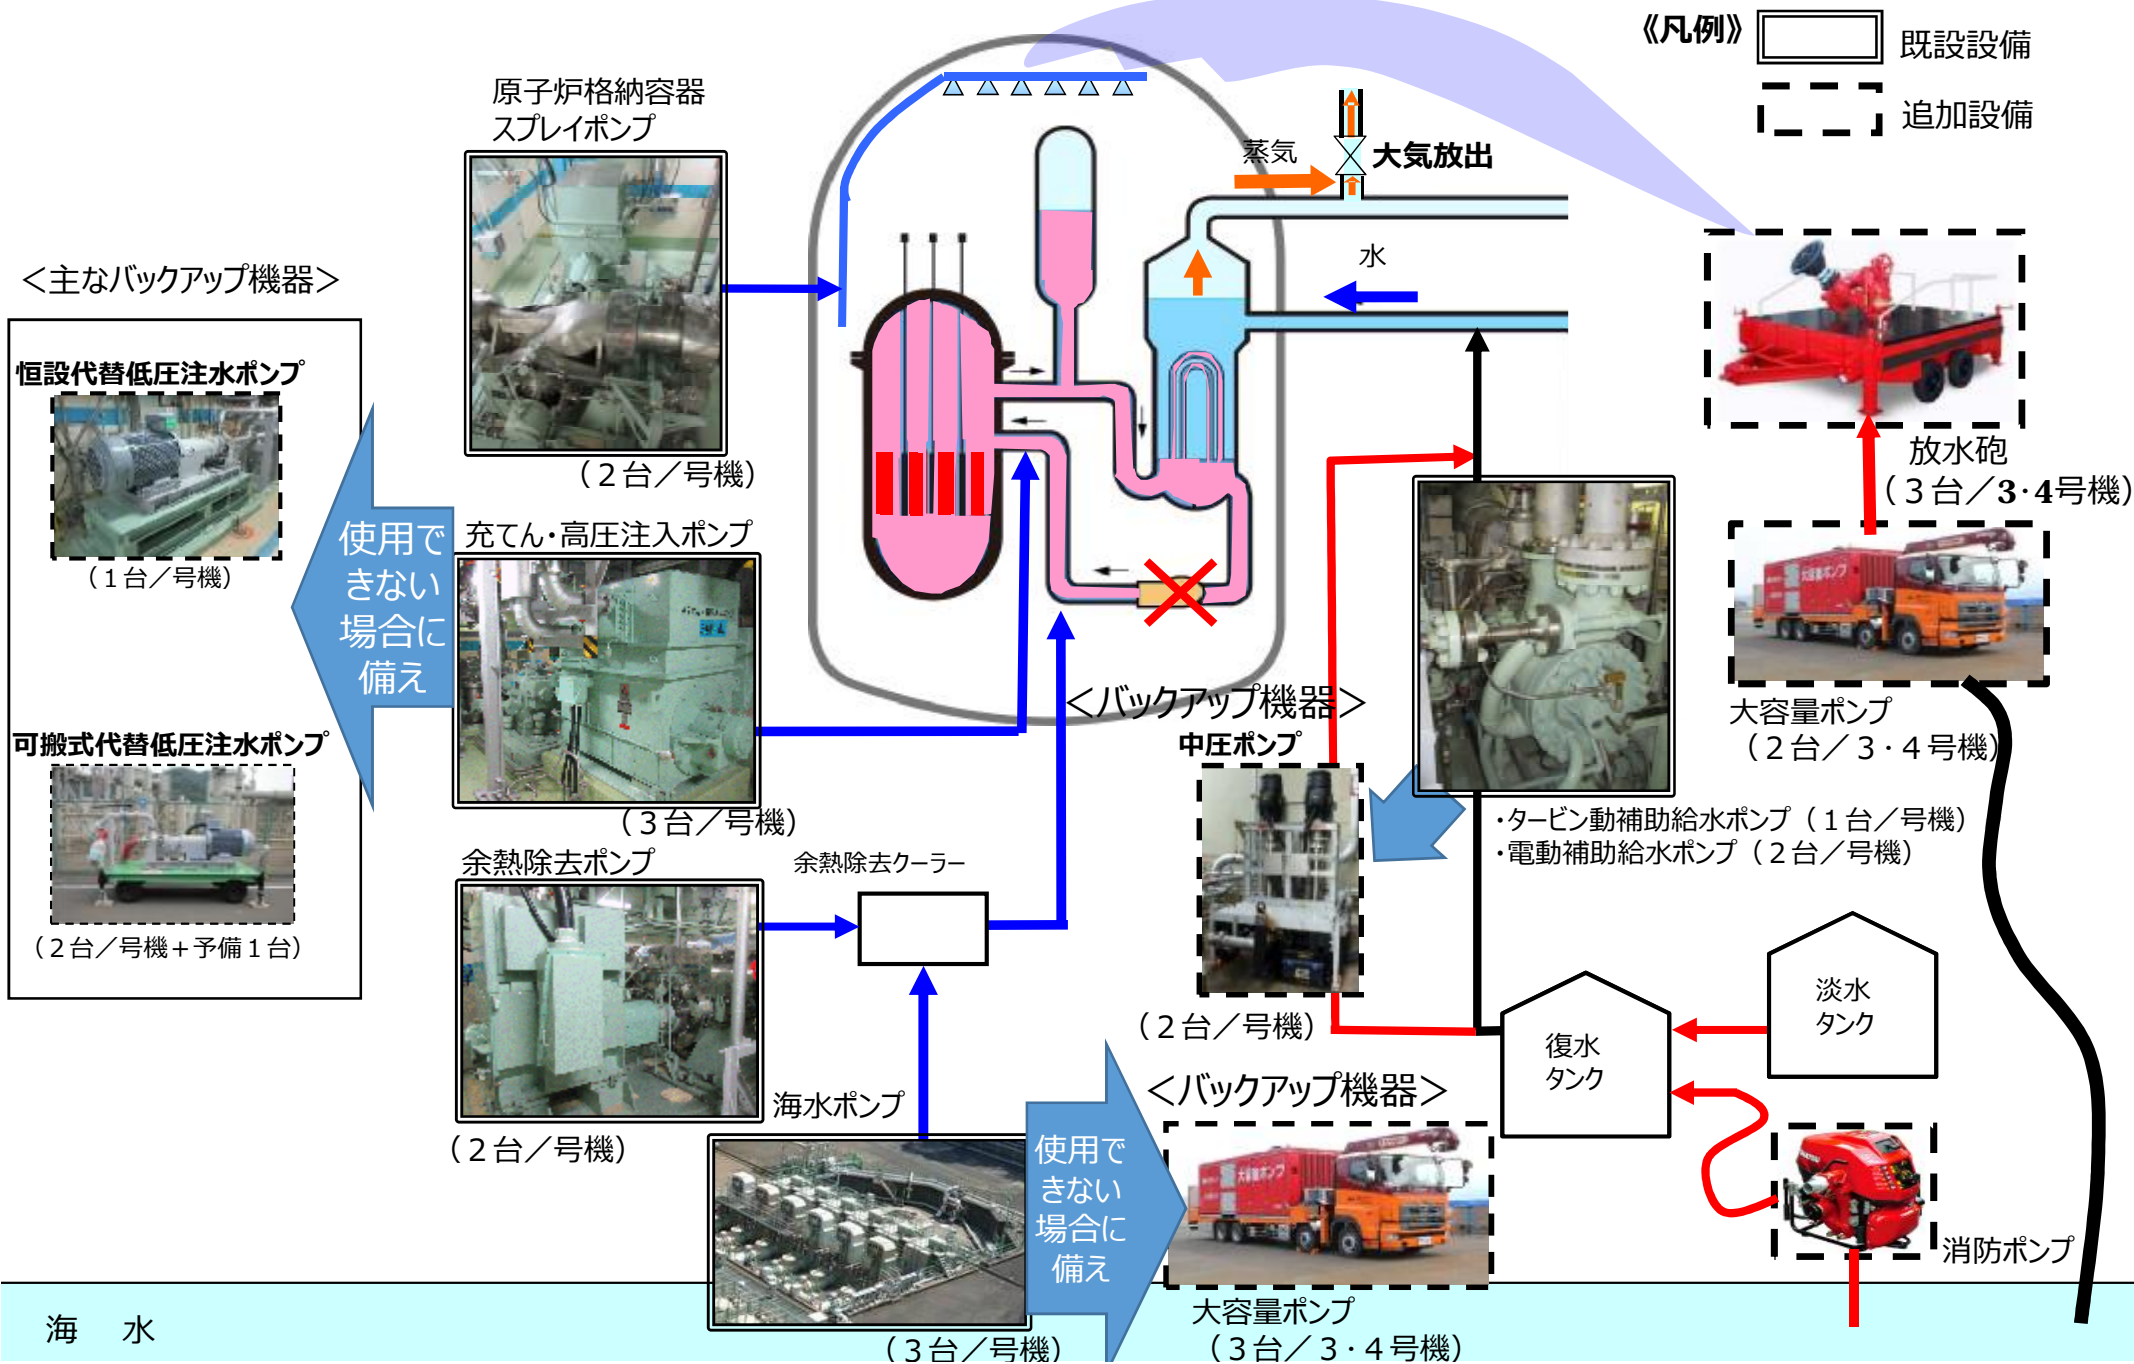 《凡例》
既設設備
追加設備
原子炉格納容器
スプレイポンプ
（２台／号機）
蒸気
大気放出
水
＜主なバックアップ機器＞
恒設代替低圧注水ポンプ
（１台／号機）
可搬式代替低圧注水ポンプ
（２台／号機＋予備１台）
使用で
きない
場合に
備え
充てん・高圧注入ポンプ
（３台／号機）
余熱除去ポンプ
（２台／号機）
余熱除去クーラー
海水ポンプ
（３台／号機）
＜バックアップ機器＞
中圧ポンプ
（２台／号機）
・タービン動補助給水ポンプ（１台／号機）
・電動補助給水ポンプ（２台／号機）
放水砲
（３台／3・4号機）
大容量ポンプ
大容量ポンプ
（２台／３・４号機）
復水
タンク
淡水
タンク
消防ポンプ
使用で
きない
場合に
備え
＜バックアップ機器＞
大容量ポンプ
大容量ポンプ
（３台／３・４号機）
海　水